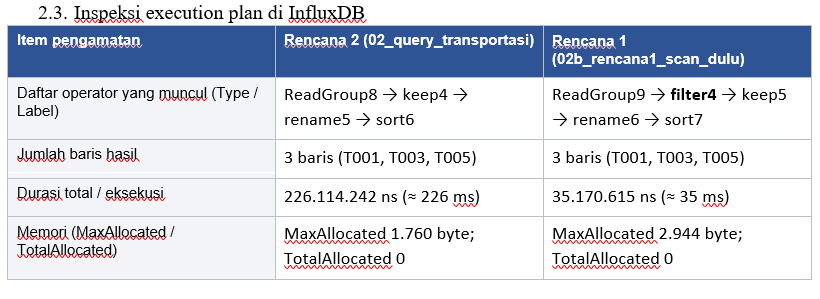 2.3. Inspeksi execution plan di InfluxDB
Item pengamatan
Rencana 2 (02_query_transportasi)
Rencana 1
(02b_rencana1_scan_dulu)
Daftar operator yang muncul (Type /
Label)
ReadGroup8 → keep4 →
rename5 → sort6
ReadGroup9 → filter4 → keep5
→ rename6 → sort7
Jumlah baris hasil
3 baris (T001, T003, T005)
3 baris (T001, T003, T005)
Durasi total / eksekusi
226.114.242 ns (≈ 226 ms)
35.170.615 ns (≈ 35 ms)
Memori (MaxAllocated /
TotalAllocated)
MaxAllocated 1.760 byte;
TotalAllocated 0
MaxAllocated 2.944 byte;
TotalAllocated 0